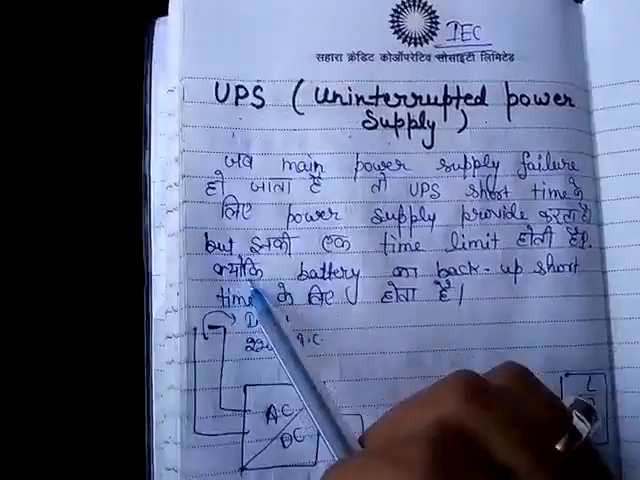 IEC
सहारा क्रेडिट कोऑपरेटिव सोसाइटी लिमिटेड
UPS (Uninterrupted power
Supply)
जब main power supply failure
हो जाता है तो UPS short time के
लिए power supply provide करता है।
but इसकी एक time limit होती है।
क्योंकि battery का back-up short
time के लिए होता है।
A.C.
AC
DC
L